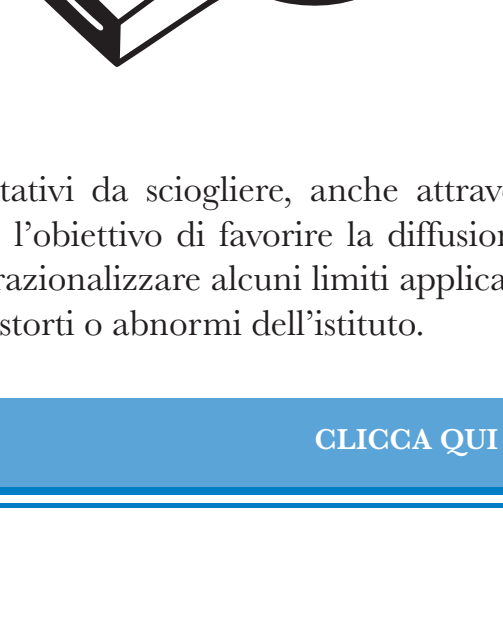 tativi da sciogliere, anche attrav
l’obiettivo di favorire la diffusion
razionalizzare alcuni limiti applica
storti o abnormi dell’istituto.
CLICCA QUI